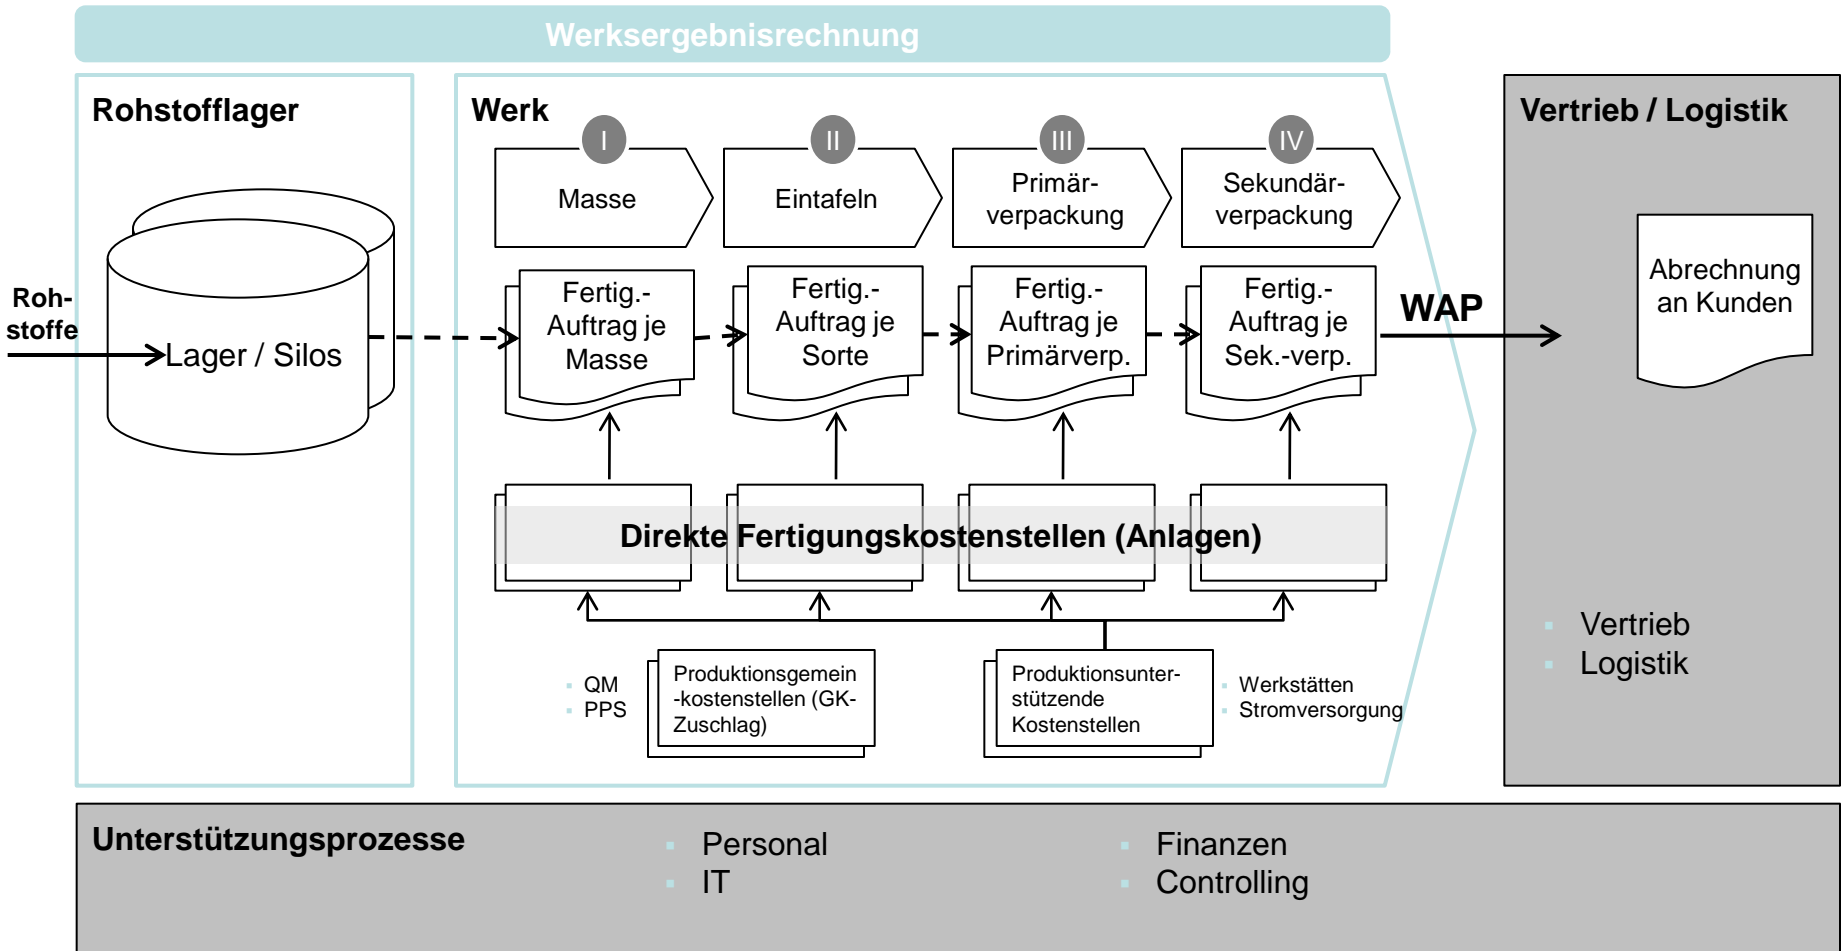 Werksergebnisrechnung
Rohstofflager
Roh-
stoffe
Lager / Silos
Werk
I
II
III
IV
Masse
Eintafeln
Primär-
verpackung
Sekundär-
verpackung
Fertig.-
Auftrag je
Masse
Fertig.-
Auftrag je
Sorte
Fertig.-
Auftrag je
Primärverp.
Fertig.-
Auftrag je
Sek.-verp.
WAP
Direkte Fertigungskostenstellen (Anlagen)
QM
PPS
Produktionsgemein
-kostenstellen (GK-
Zuschlag)
Produktionsunter-
stützende
Kostenstellen
Werkstätten
Stromversorgung
Vertrieb / Logistik
Abrechnung
an Kunden
Vertrieb
Logistik
Unterstützungsprozesse
Personal
IT
Finanzen
Controlling